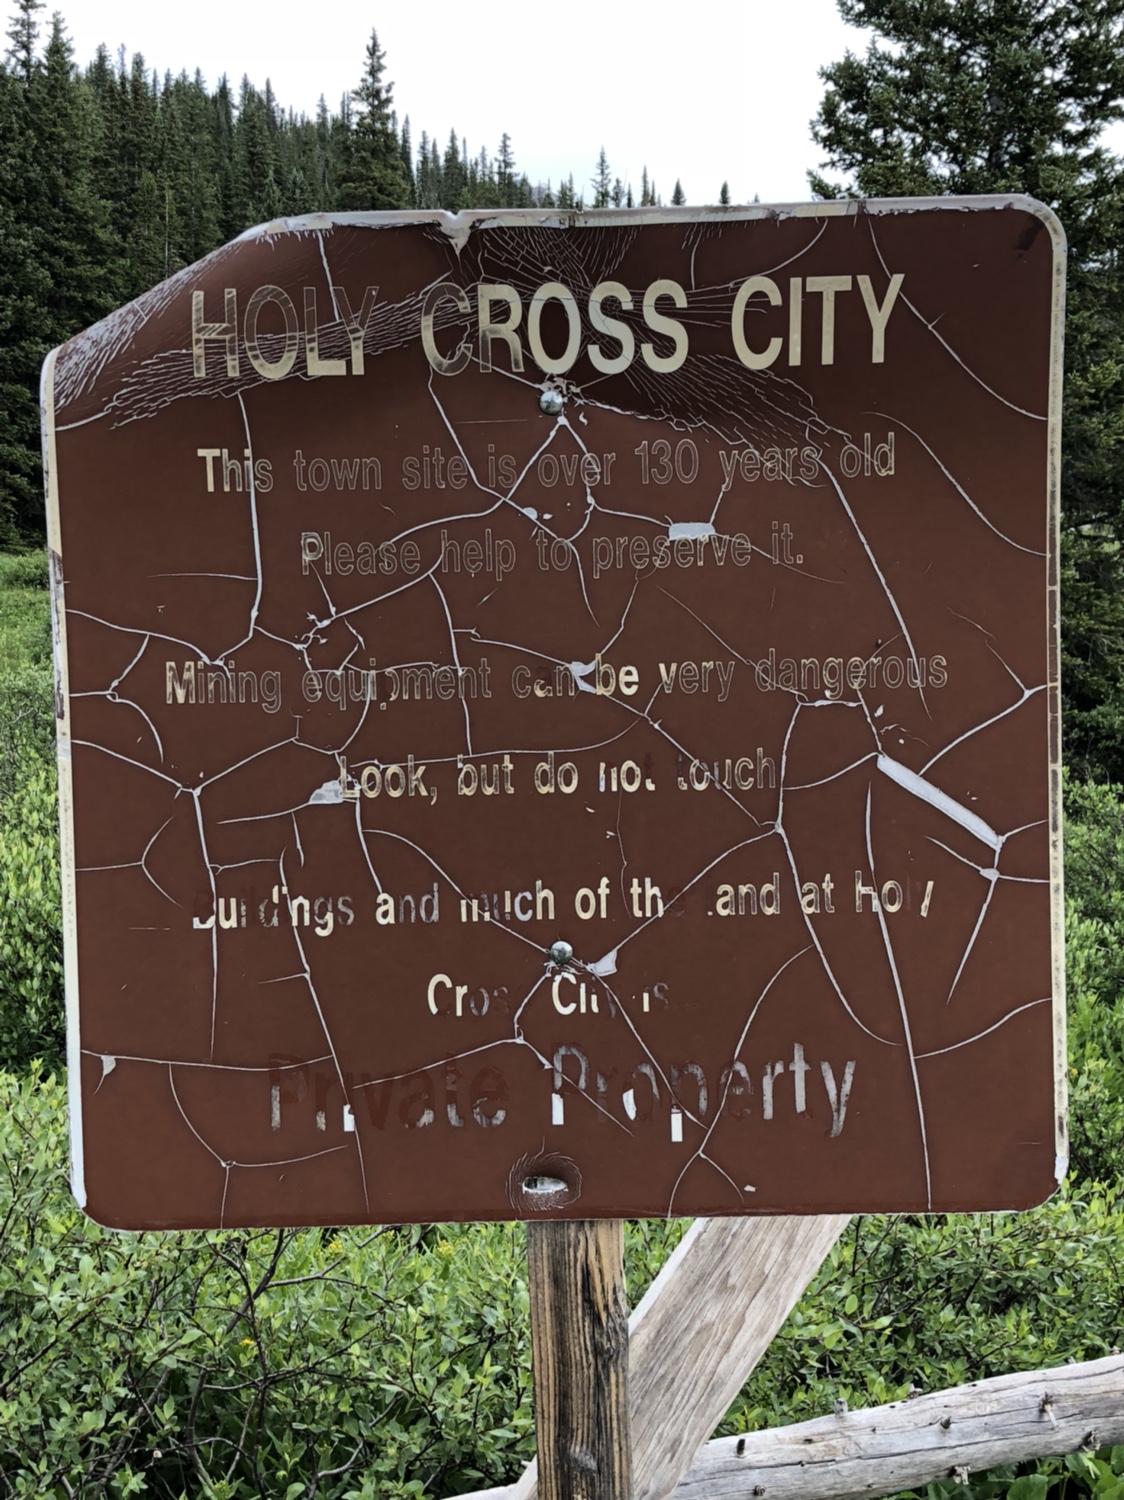 HOLY CROSS CITY
This town site is over 130 years old
Please help to preserve it.
Mining equipment can be very dangerous
Look, but do not touch
Buildings and much of the land at Holy
Cross City is
Private Property